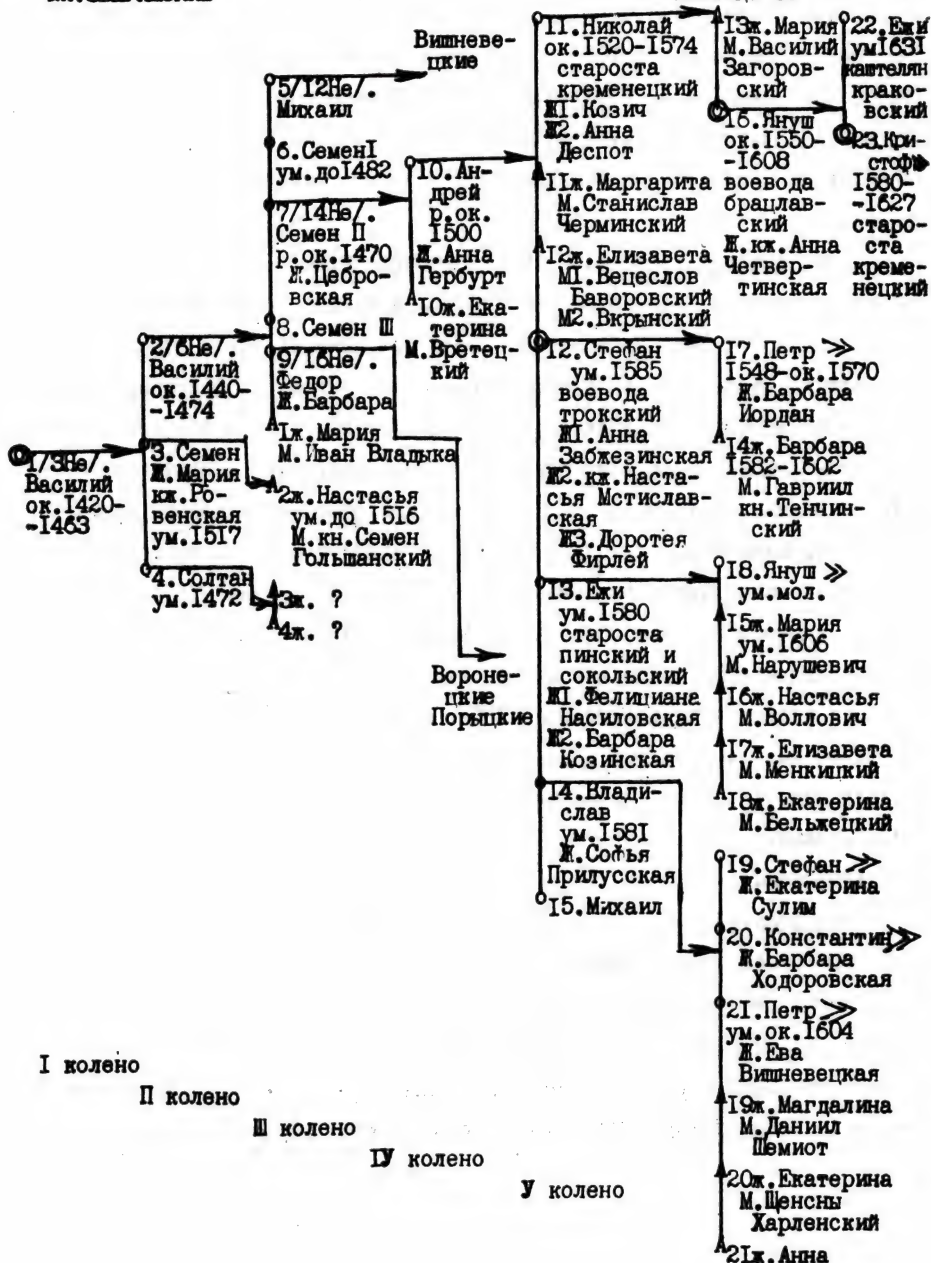 1/3Не/.
Василий
ок.1420-
-1463
2/6Не/.
Василий
ок.1440-
-1474
3.Семен
Ж.Мария
кж.Ро-
венская
ум.1517
4.Солтан
ум.1472
5/12Не/.
Михаил
Вишневе-
цкие
6.СеменI
ум.до1482
7/14Не/.
Семен П
р.ок.1470
Ж.Цебро-
вская
8.Семен Ш
9/16Не/.
Федор
Ж.Барбара
Iж.Мария
М.Иван Владыка
2ж.Настасья
ум.до 1516
М.кн.Семен
Гольшанский
3ж. ?
4ж. ?
Вороне-
цкие
Порыцкие
10.Ан-
дрей
р.ок.
1500
Ж.Анна
Гербурт
10ж.Ека-
терина
М.Вретец-
кий
11.Николай
ок.1520-1574
староста
кременецкий
Ж1.Козич
Ж2.Анна
Деспот
11ж.Маргарита
М.Станислав
Черминский
12ж.Елизавета
М1.Вецеслов
Баворовский
М2.Вкрынский
12.Стефан
ум.1585
воевода
трокский
Ж1.Анна
Забжезинская
Ж2.кж.Наста-
сья Мстислав-
ская
Ж3.Доротея
Фирлей
13.Ежи
ум.1580
староста
пинский и
сокольский
Ж1.Фелициана
Насиловская
Ж2.Барбара
Козинская
14.Влади-
слав
ум.1581
Ж.Софья
Прилусская
15.Михаил
13ж.Мария
М.Василий
Загоров-
ский
16.Януш
ок.1550-
-1608
воевода
брацлав-
ский
Ж.кж.Анна
Четвер-
тинская
22.Ежи
ум1631
каштелян
крако-
вский
23.Кри-
стоф
1580-
-1627
старо-
ста
креме-
нецкий
17.Петр >>
1548-ок.1570
Ж.Барбара
Иордан
14ж.Барбара
1582-1602
М.Гавриил
кн.Тенчин-
ский
18.Януш >>
ум.мол.
15ж.Мария
ум.1606
М.Нарушевич
16ж.Настасья
М.Воллович
17ж.Елизавета
М.Менкицкий
18ж.Екатерина
М.Бельжецкий
19.Стефан >>
Ж.Екатерина
Сулим
20.Константин >>
Ж.Барбара
Ходоровская
21.Петр >>
ум.ок.1604
Ж.Ева
Вишневецкая
19ж.Магдалина
М.Даниил
Шемиот
20ж.Екатерина
М.Щенсны
Харленский
21ж.Анна
I колено
П колено
Ш колено
IУ колено
У колено